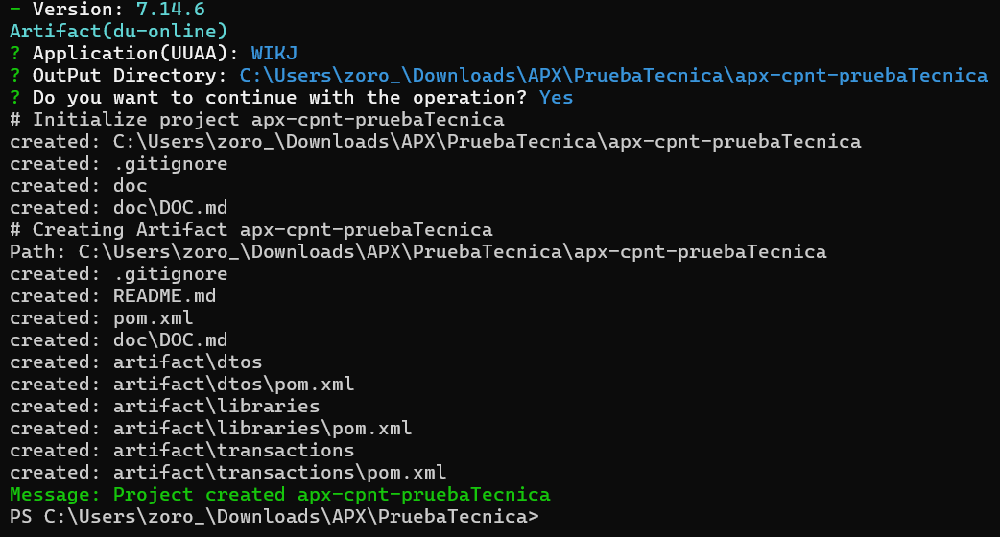 - Version: 7.14.6
Artifact(du-online)
? Application(UUAA): WIKJ
? OutPut Directory: C:\Users\zoro_\Downloads\APX\PruebaTecnica\apx-cpnt-pruebaTecnica
? Do you want to continue with the operation? Yes
# Initialize project apx-cpnt-pruebaTecnica
created: C:\Users\zoro_\Downloads\APX\PruebaTecnica\apx-cpnt-pruebaTecnica
created: .gitignore
created: doc
created: doc\DOC.md
# Creating Artifact apx-cpnt-pruebaTecnica
Path: C:\Users\zoro_\Downloads\APX\PruebaTecnica\apx-cpnt-pruebaTecnica
created: .gitignore
created: README.md
created: pom.xml
created: doc\DOC.md
created: artifact\dtos
created: artifact\dtos\pom.xml
created: artifact\libraries
created: artifact\libraries\pom.xml
created: artifact\transactions
created: artifact\transactions\pom.xml
Message: Project created apx-cpnt-pruebaTecnica
PS C:\Users\zoro_\Downloads\APX\PruebaTecnica>